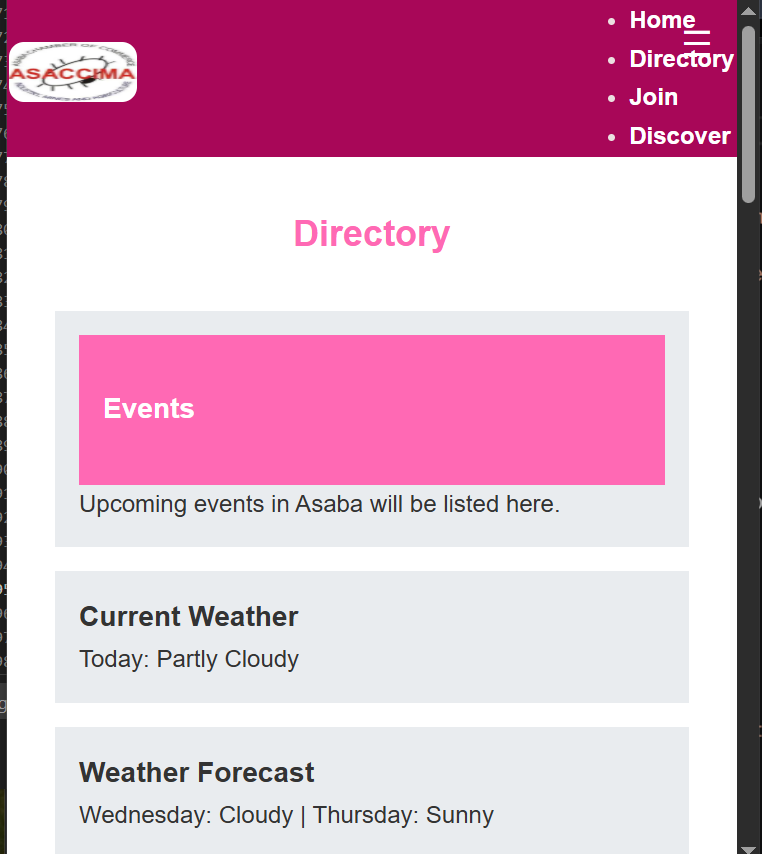 ASACCIMA
Home
☰
Directory
Join
Discover
Directory
Events
Upcoming events in Asaba will be listed here.
Current Weather
Today: Partly Cloudy
Weather Forecast
Wednesday: Cloudy | Thursday: Sunny